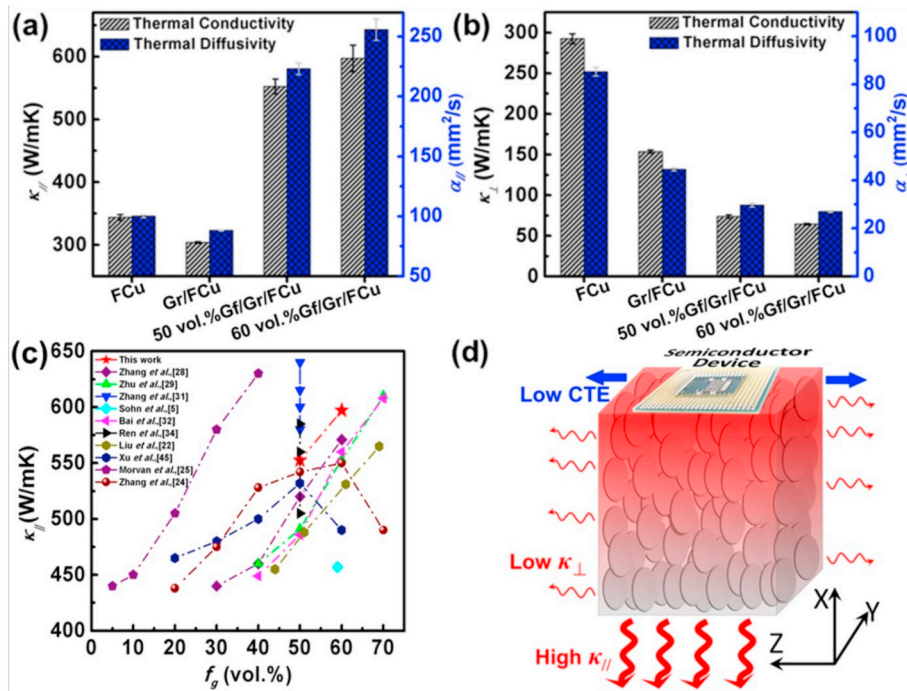 (a)
Thermal Conductivity
Thermal Diffusivity
κ// (W/mK)
600
550
350
300
α// (mm²/s)
250
200
150
100
50
FCu
Gr/FCu
50 vol.%Gf/Gr/FCu
60 vol.%Gf/Gr/FCu
(b)
Thermal Conductivity
Thermal Diffusivity
κ⊥ (W/mK)
300
250
200
150
100
50
0
α⊥ (mm²/s)
100
80
60
40
20
0
FCu
Gr/FCu
50 vol.%Gf/Gr/FCu
60 vol.%Gf/Gr/FCu
(c)
κ// (W/mK)
650
600
550
500
450
400
This work
Zhang et al.,[28]
Zhu et al.,[29]
Zhang et al.,[31]
Sohn et al.,[5]
Bai et al.,[32]
Ren et al.,[34]
Liu et al.,[22]
Xu et al.,[45]
Morvan et al.,[25]
Zhang et al.,[24]
0 10 20 30 40 50 60 70
fg (vol.%)
(d)
Semiconductor
Device
Low CTE
Low κ⊥
High κ//
X
Y
Z